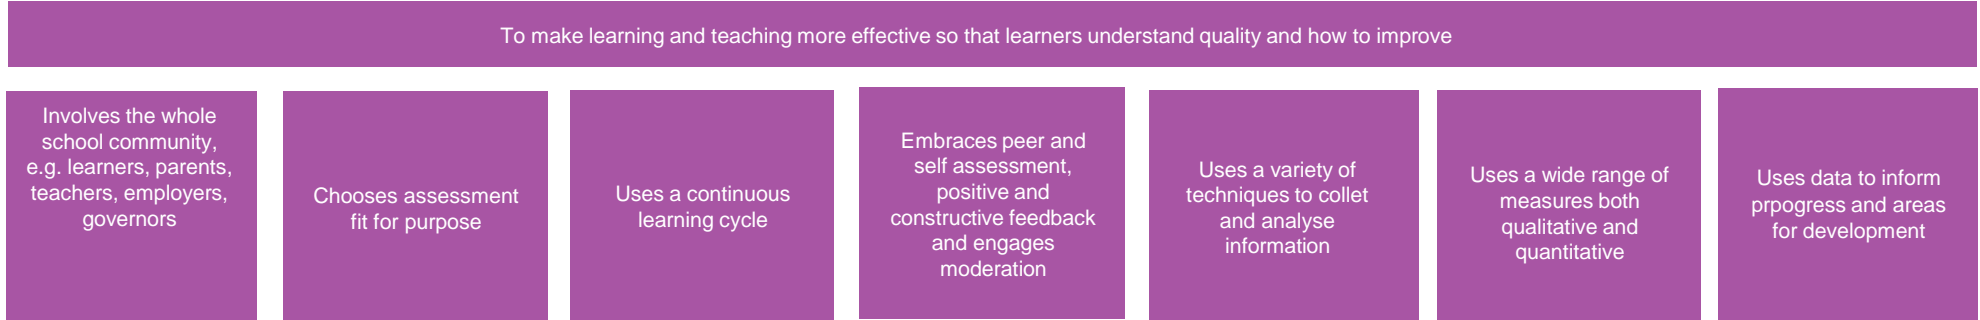 To make learning and teaching more effective so that learners understand quality and how to improve
Involves the whole
school community,
e.g. learners, parents,
teachers, employers,
governors
Chooses assessment
fit for purpose
Uses a continuous
learning cycle
Embraces peer and
self assessment,
positive and
constructive feedback
and engages
moderation
Uses a variety of
techniques to collet
and analyse
information
Uses a wide range of
measures both
qualitative and
quantitative
Uses data to inform
prpogress and areas
for development